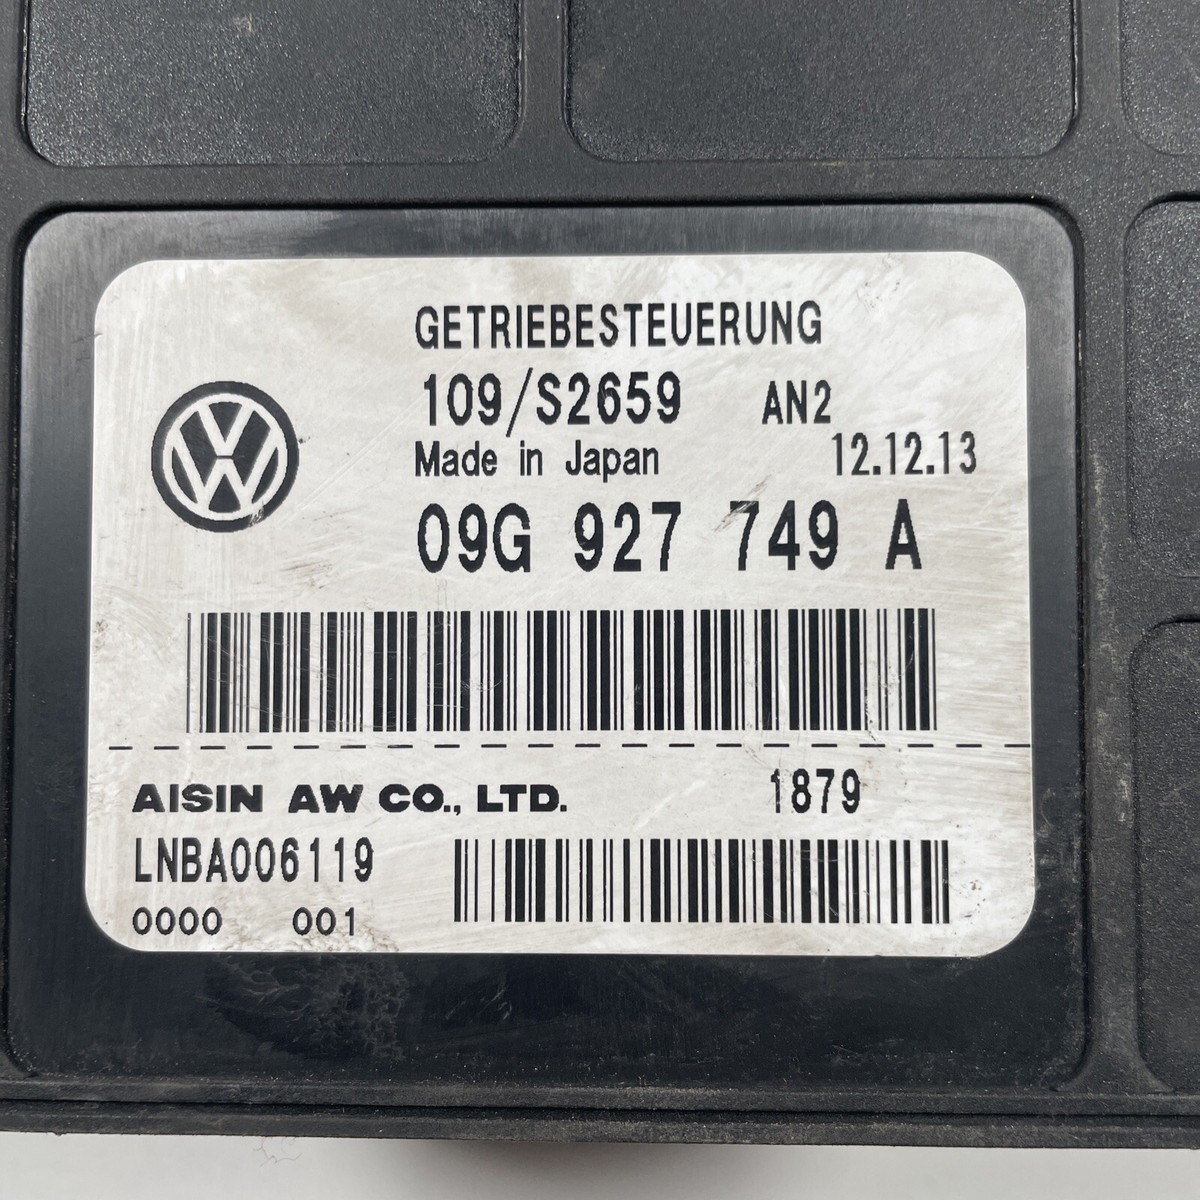 GETRIEBESTEUERUNG
109/S2659 AN2
Made in Japan 12.12.13
09G 927 749 A
AISIN AW CO., LTD. 1879
LNBA006119
0000 001